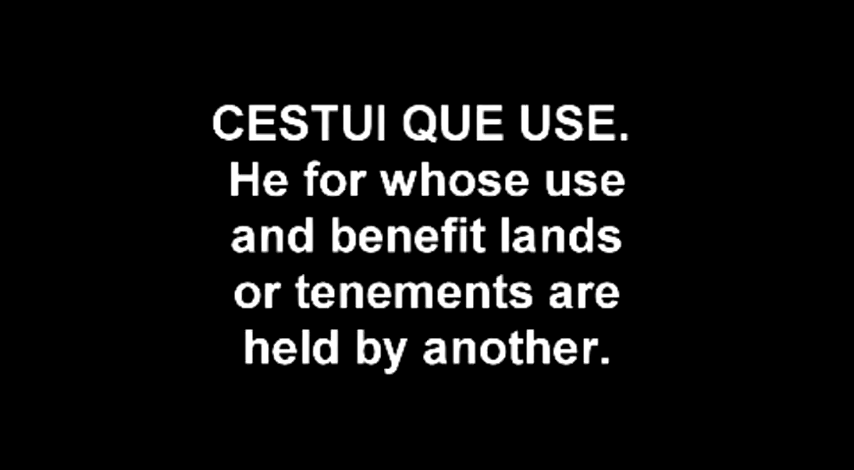 CESTUI QUE USE.
He for whose use
and benefit lands
or tenements are
held by another.